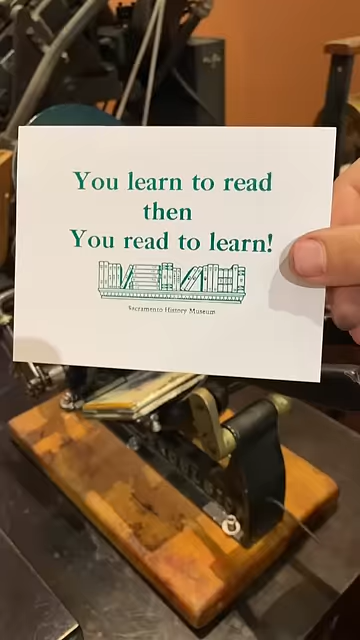 You learn to read
then
You read to learn!
Sacramento History Museum